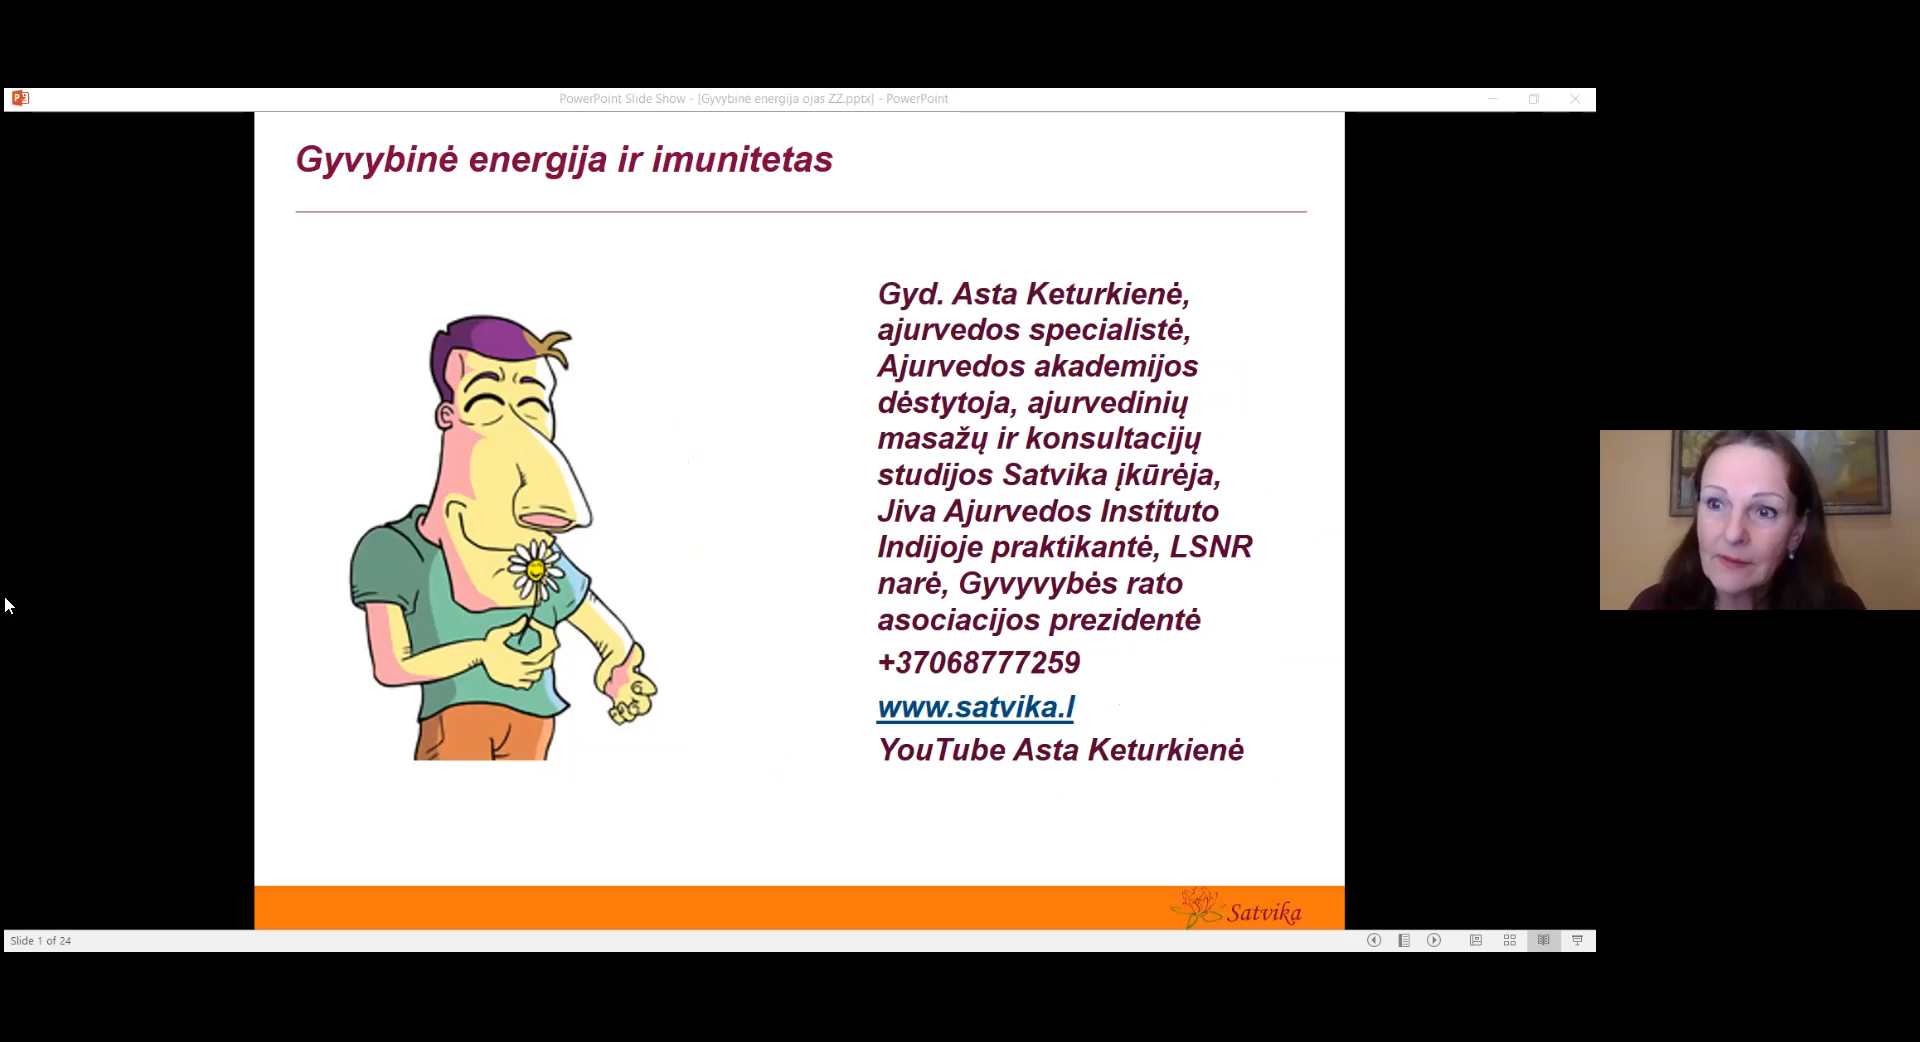 PowerPoint Slide Show - [Gyvybine energija ojas ZZ.pptx] - PowerPoint
Gyvybinė energija ir imunitetas
Gyd. Asta Keturkienė,
ajurvedos specialistė,
Ajurvedos akademijos
dėstytoja, ajurvedinių
masažų ir konsultacijų
studijos Satvika įkūrėja,
Jiva Ajurvedos Instituto
Indijoje praktikantė, LSNR
narė, Gyvyvybės rato
asociacijos prezidentė
+37068777259
www.satvika.l
YouTube Asta Keturkienė
Satvika
Slide 1 of 24